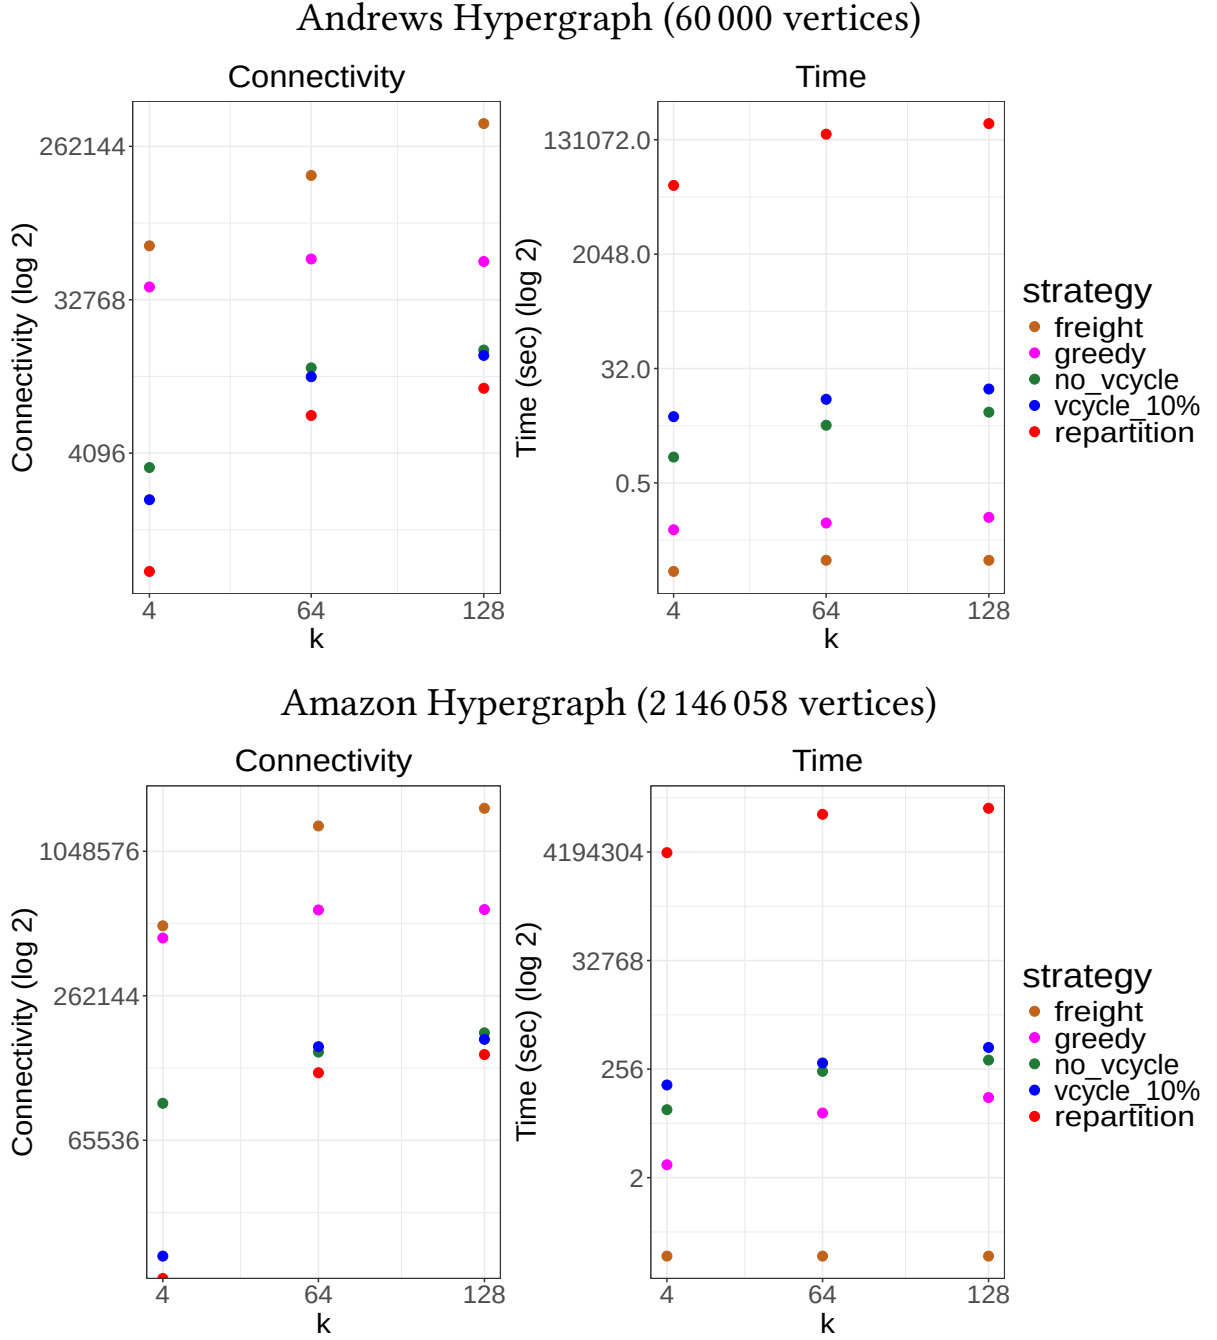 Andrews Hypergraph (60 000 vertices)
Connectivity
Time
Connectivity (log 2)
262144
32768
4096
4
64
128
k
Time (sec) (log 2)
131072.0
2048.0
32.0
0.5
4
64
128
k
strategy
freight
greedy
no_vcycle
vcycle_10%
repartition
Amazon Hypergraph (2 146 058 vertices)
Connectivity
Time
Connectivity (log 2)
1048576
262144
65536
4
64
128
k
Time (sec) (log 2)
4194304
32768
256
2
4
64
128
k
strategy
freight
greedy
no_vcycle
vcycle_10%
repartition